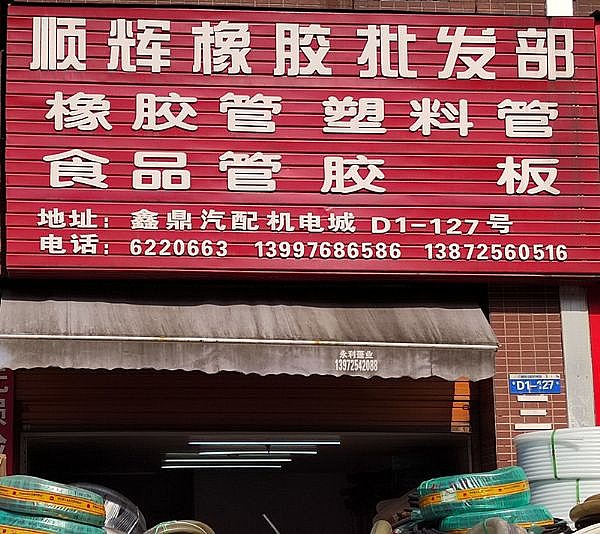 顺辉橡胶批发部
橡胶管 塑料管
食品管 胶 板
地址：鑫鼎汽配机电城 D1-127号
电话：6220663 13997686586 13872560516
永利蓬业
13972542088
D1-127